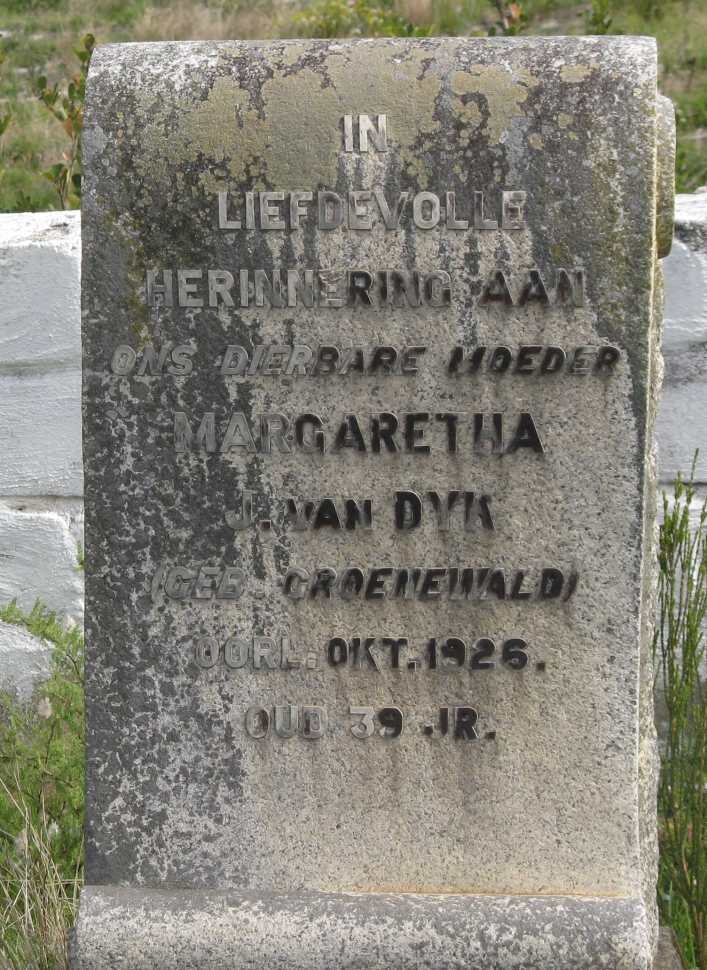 IN
LIEFDEVOLLE
HERINNERING AAN
ONS DIERBARE MOEDER
MARGARETHA
J. VAN DYK
(GEB. GROENEWALD)
OORL. OKT. 1926.
OUD 39 JR.